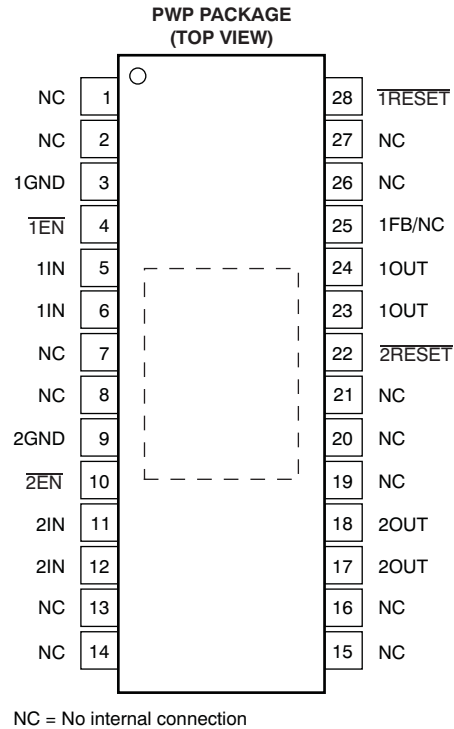 PWP PACKAGE
(TOP VIEW)
NC 1 28 1RESET
NC 2 27 NC
1GND 3 26 NC
1EN 4 25 1FB/NC
1IN 5 24 1OUT
1IN 6 23 1OUT
NC 7 22 2RESET
NC 8 21 NC
2GND 9 20 NC
2EN 10 19 NC
2IN 11 18 2OUT
2IN 12 17 2OUT
NC 13 16 NC
NC 14 15 NC
NC = No internal connection